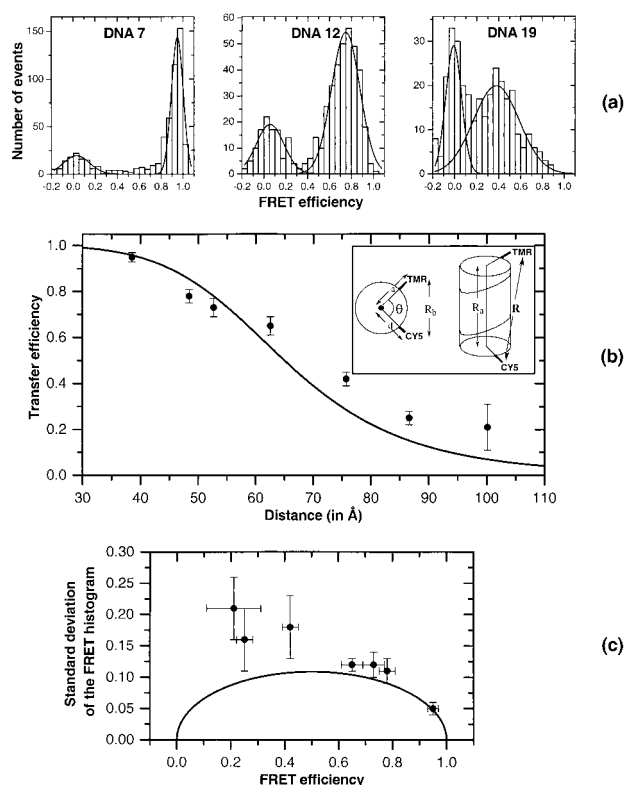 DNA 7
DNA 12
DNA 19
Number of events
150
100
50
0
60
50
40
30
20
10
0
30
20
10
0
-0.2 0.0 0.2 0.4 0.6 0.8 1.0
-0.2 0.0 0.2 0.4 0.6 0.8 1.0
-0.2 0.0 0.2 0.4 0.6 0.8 1.0
FRET efficiency
(a)
Transfer efficiency
1.0
0.8
0.6
0.4
0.2
0.0
TMR
θ
CY5
R_b
R_a
R
TMR
CY5
30 40 50 60 70 80 90 100 110
Distance (in Å)
(b)
Standard deviation
of the FRET histogram
0.30
0.25
0.20
0.15
0.10
0.05
0.00
0.0 0.2 0.4 0.6 0.8 1.0
FRET efficiency
(c)